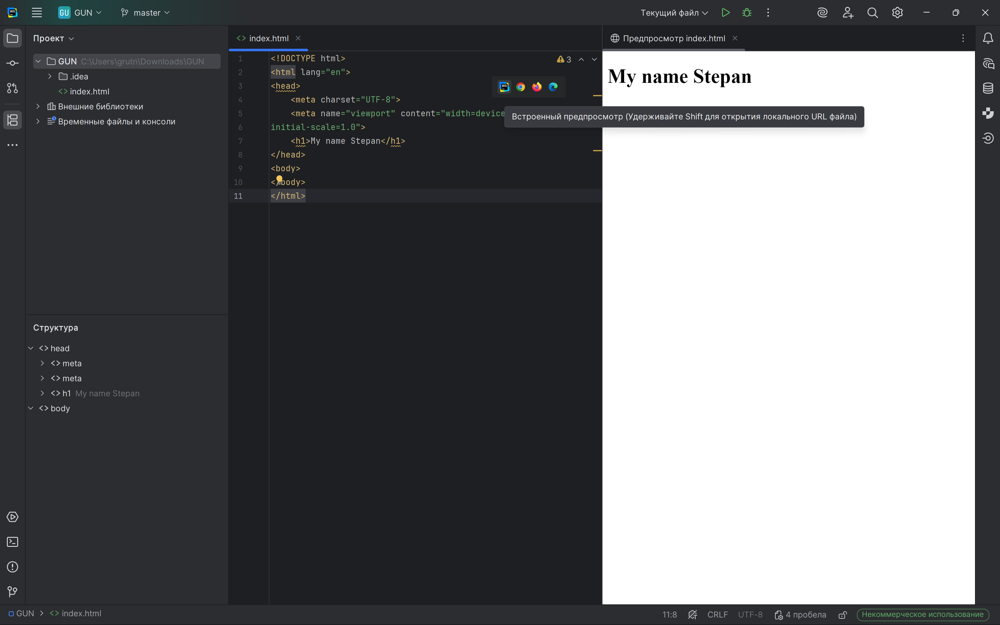 WS
GU GUN master Текущий файл
Проект
GUN C:\Users\grutn\Downloads\GUN
.idea
index.html
Внешние библиотеки
Временные файлы и консоли
index.html
3
1 <!DOCTYPE html>
2 <html lang="en">
3 <head>
4 <meta charset="UTF-8">
5 <meta name="viewport" content="width=device
6 initial-scale=1.0">
7 <h1>My name Stepan</h1>
8 </head>
9 <body>
10 </body>
11 </html>
WS
Встроенный предпросмотр (Удерживайте Shift для открытия локального URL файла)
Предпросмотр index.html
My name Stepan
Структура
head
meta
meta
h1 My name Stepan
body
GUN index.html
11:8 CRLF UTF-8 4 пробела Некоммерческое использование